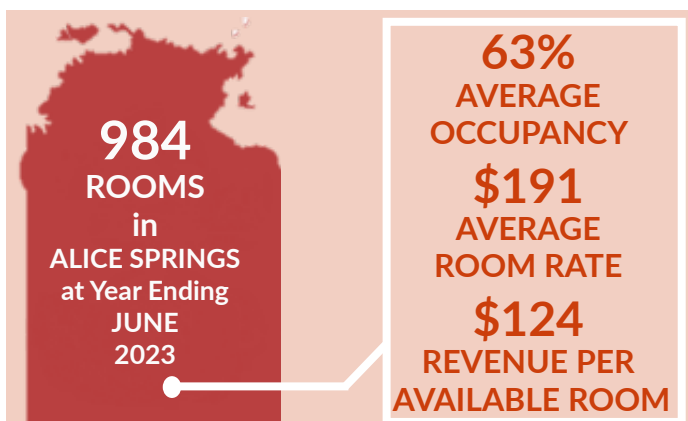 984
ROOMS
in
ALICE SPRINGS
at Year Ending
JUNE
2023
63%
AVERAGE
OCCUPANCY
$191
AVERAGE
ROOM RATE
$124
REVENUE PER
AVAILABLE ROOM